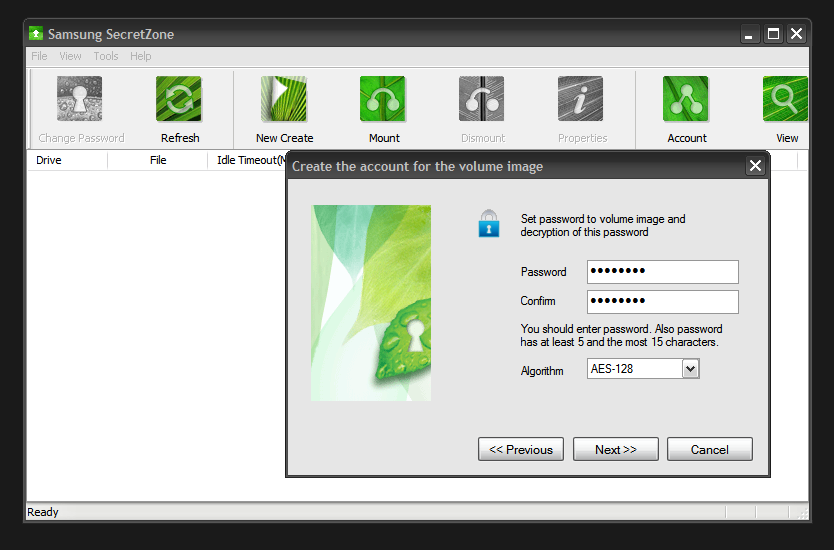 Samsung SecretZone
File View Tools Help
Change Password Refresh New Create Mount Dismount Properties Account View
Drive File Idle Timeout(M
Create the account for the volume image
Set password to volume image and
decryption of this password
Password ••••••••
Confirm ••••••••
You should enter password. Also password
has at least 5 and the most 15 characters.
Algorithm AES-128
<< Previous Next >> Cancel
Ready